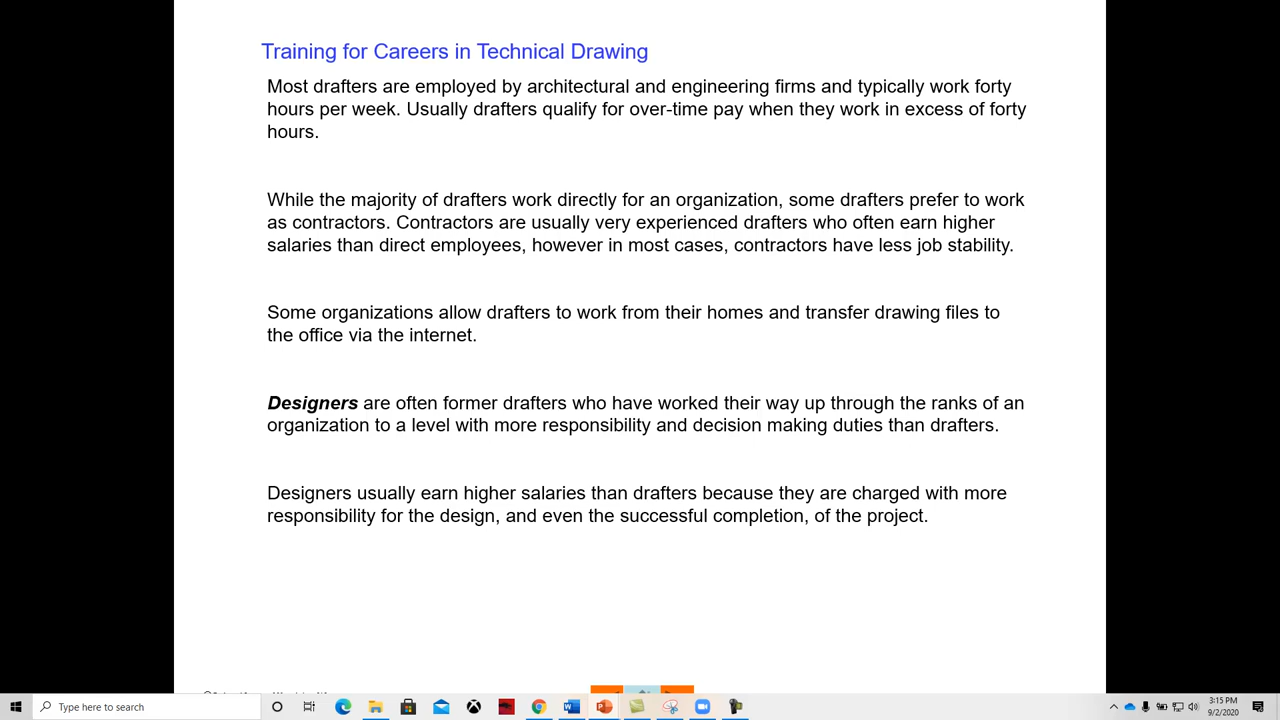 Training for Careers in Technical Drawing
Most drafters are employed by architectural and engineering firms and typically work forty
hours per week. Usually drafters qualify for over-time pay when they work in excess of forty
hours.
While the majority of drafters work directly for an organization, some drafters prefer to work
as contractors. Contractors are usually very experienced drafters who often earn higher
salaries than direct employees, however in most cases, contractors have less job stability.
Some organizations allow drafters to work from their homes and transfer drawing files to
the office via the internet.
Designers are often former drafters who have worked their way up through the ranks of an
organization to a level with more responsibility and decision making duties than drafters.
Designers usually earn higher salaries than drafters because they are charged with more
responsibility for the design, and even the successful completion, of the project.
Type here to search
3:15 PM
9/2/2020